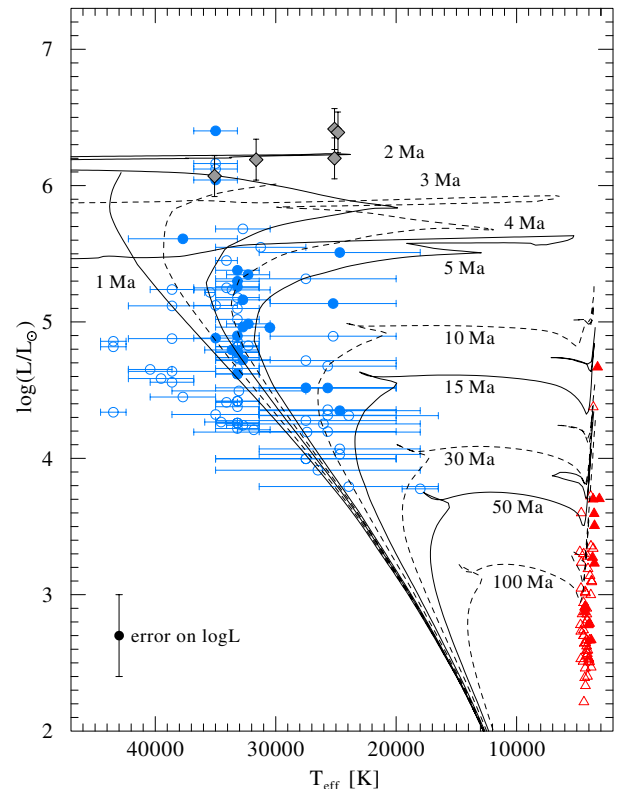 7
2 Ma
3 Ma
6
4 Ma
5 Ma
1 Ma
log(L/L☉)
5
10 Ma
15 Ma
4
30 Ma
50 Ma
100 Ma
3
error on logL
2
40000 30000 20000 10000
T_eff [K]